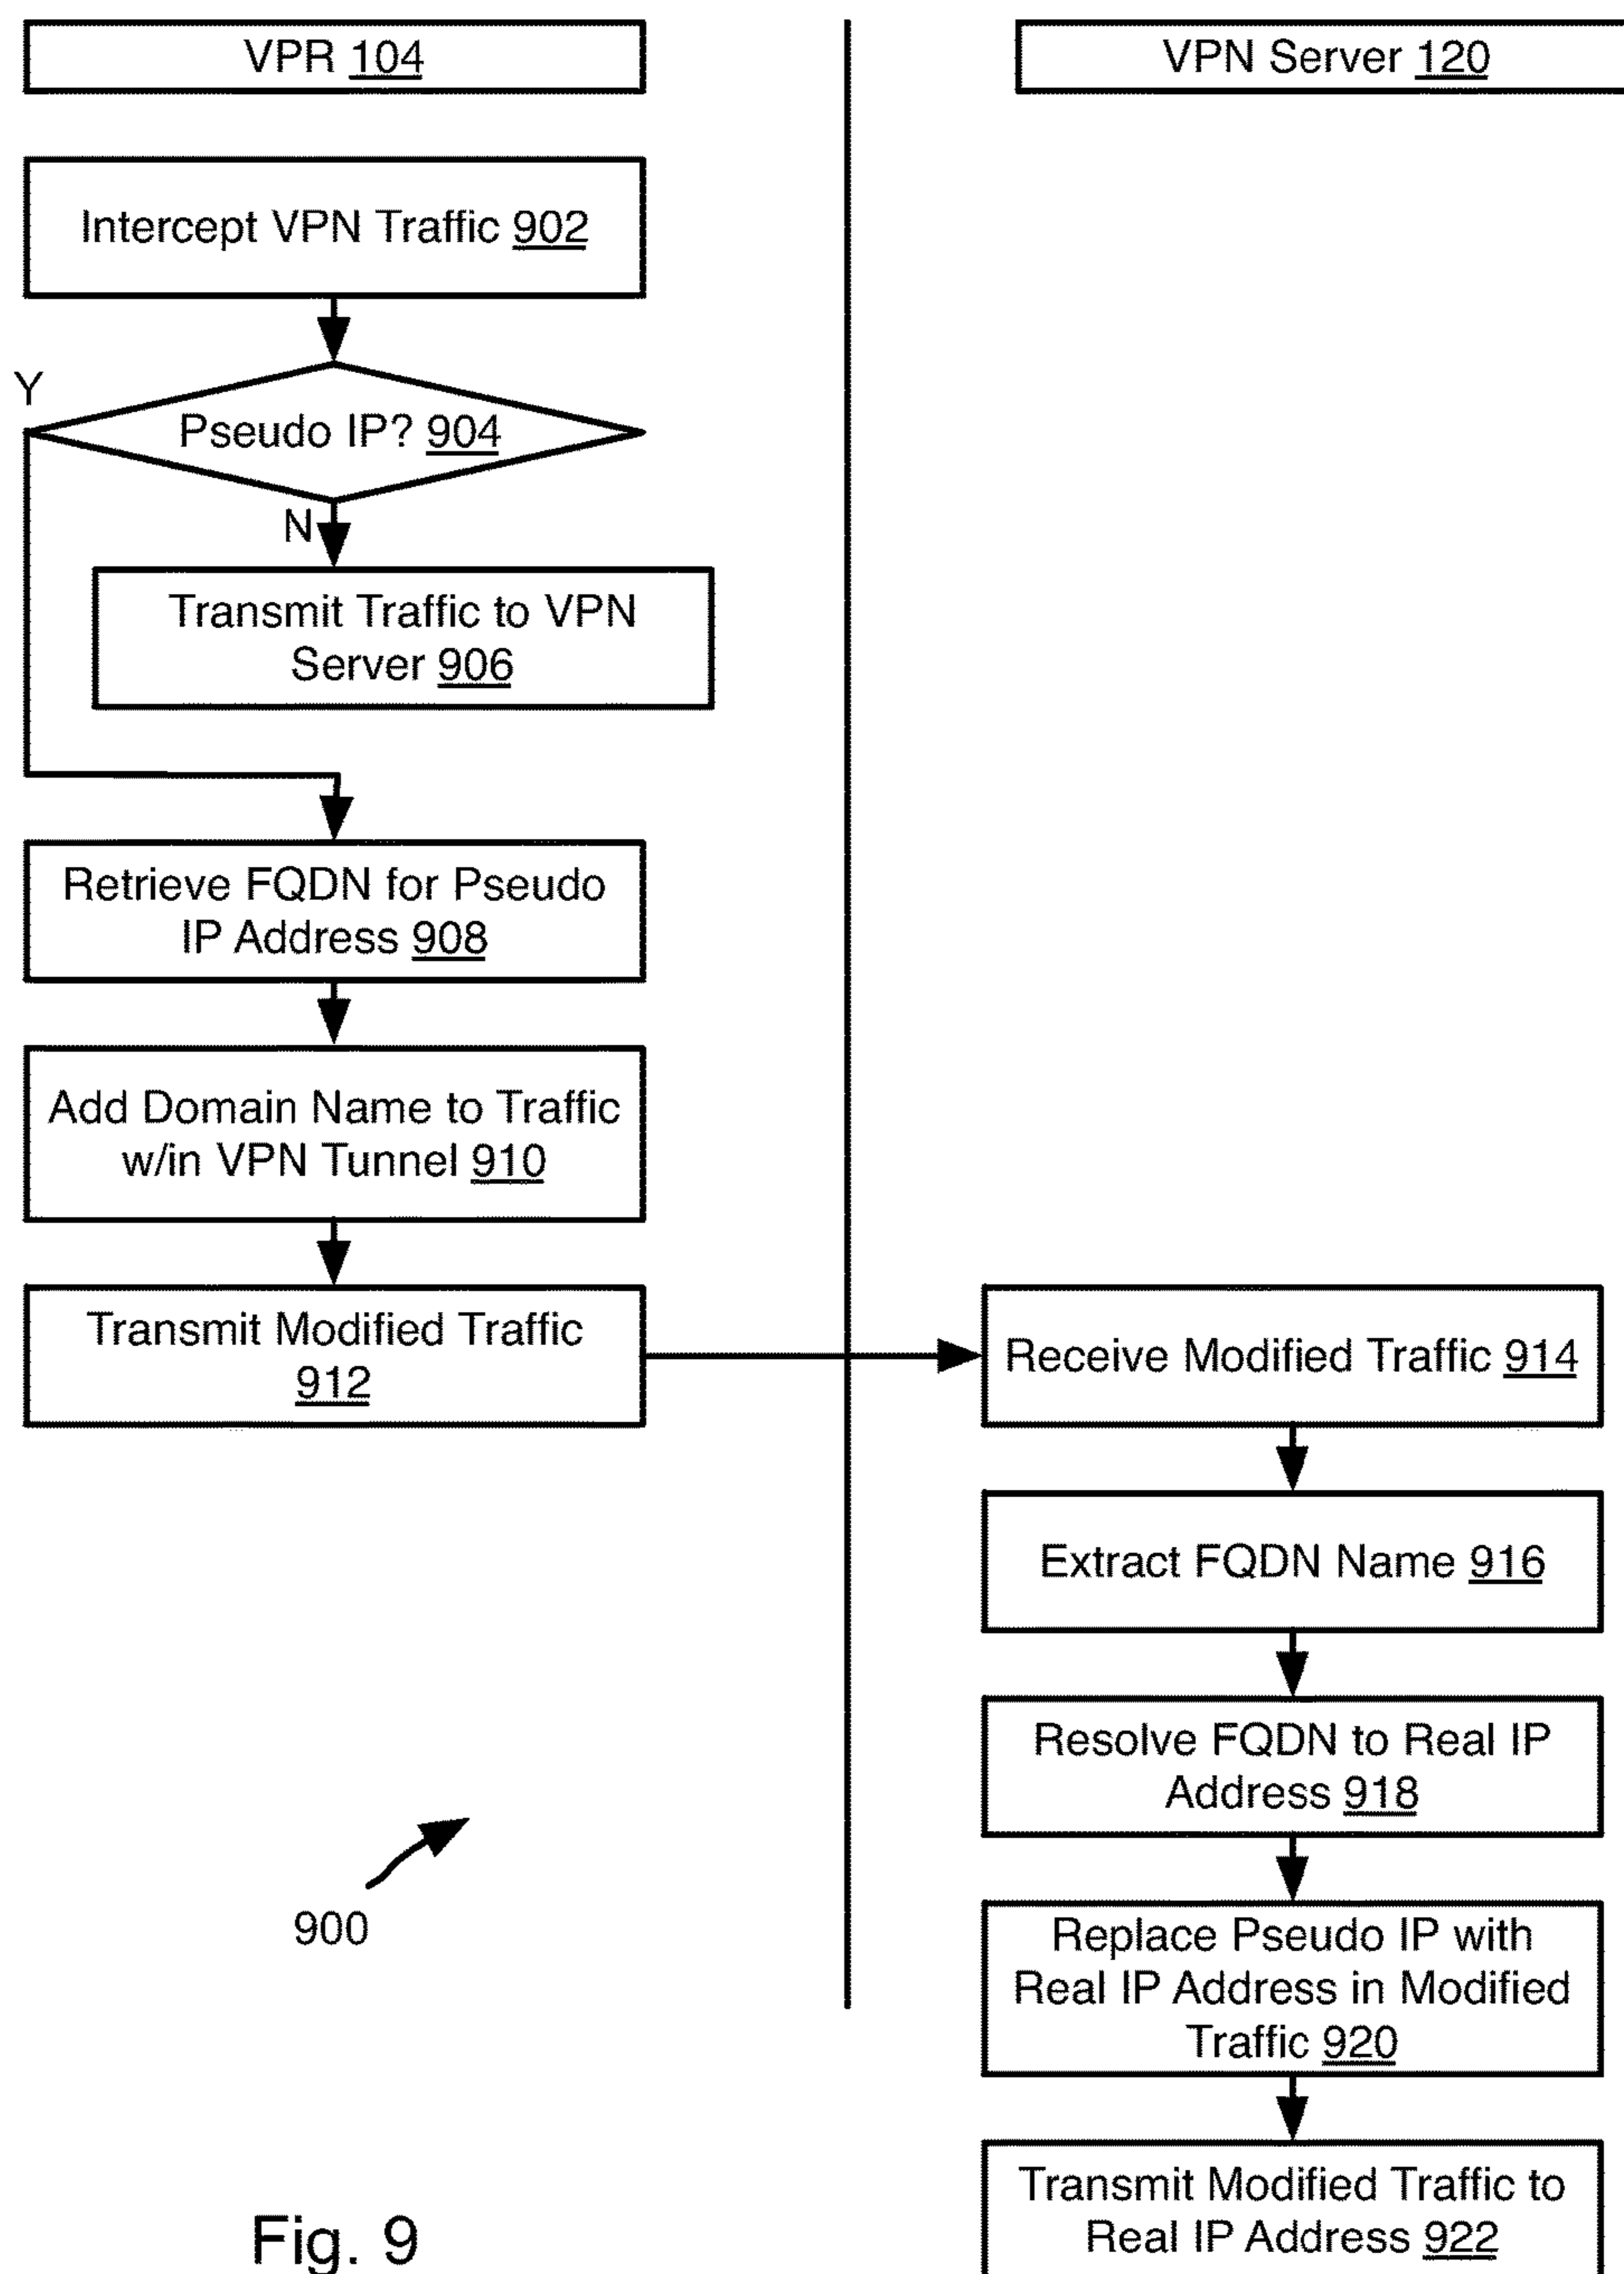 VPR 104
VPN Server 120
Intercept VPN Traffic 902
Y
Pseudo IP? 904
N
Transmit Traffic to VPN
Server 906
Retrieve FQDN for Pseudo
IP Address 908
Add Domain Name to Traffic
w/in VPN Tunnel 910
Transmit Modified Traffic
912
Receive Modified Traffic 914
Extract FQDN Name 916
Resolve FQDN to Real IP
Address 918
Replace Pseudo IP with
Real IP Address in Modified
Traffic 920
Transmit Modified Traffic to
Real IP Address 922
900
Fig. 9